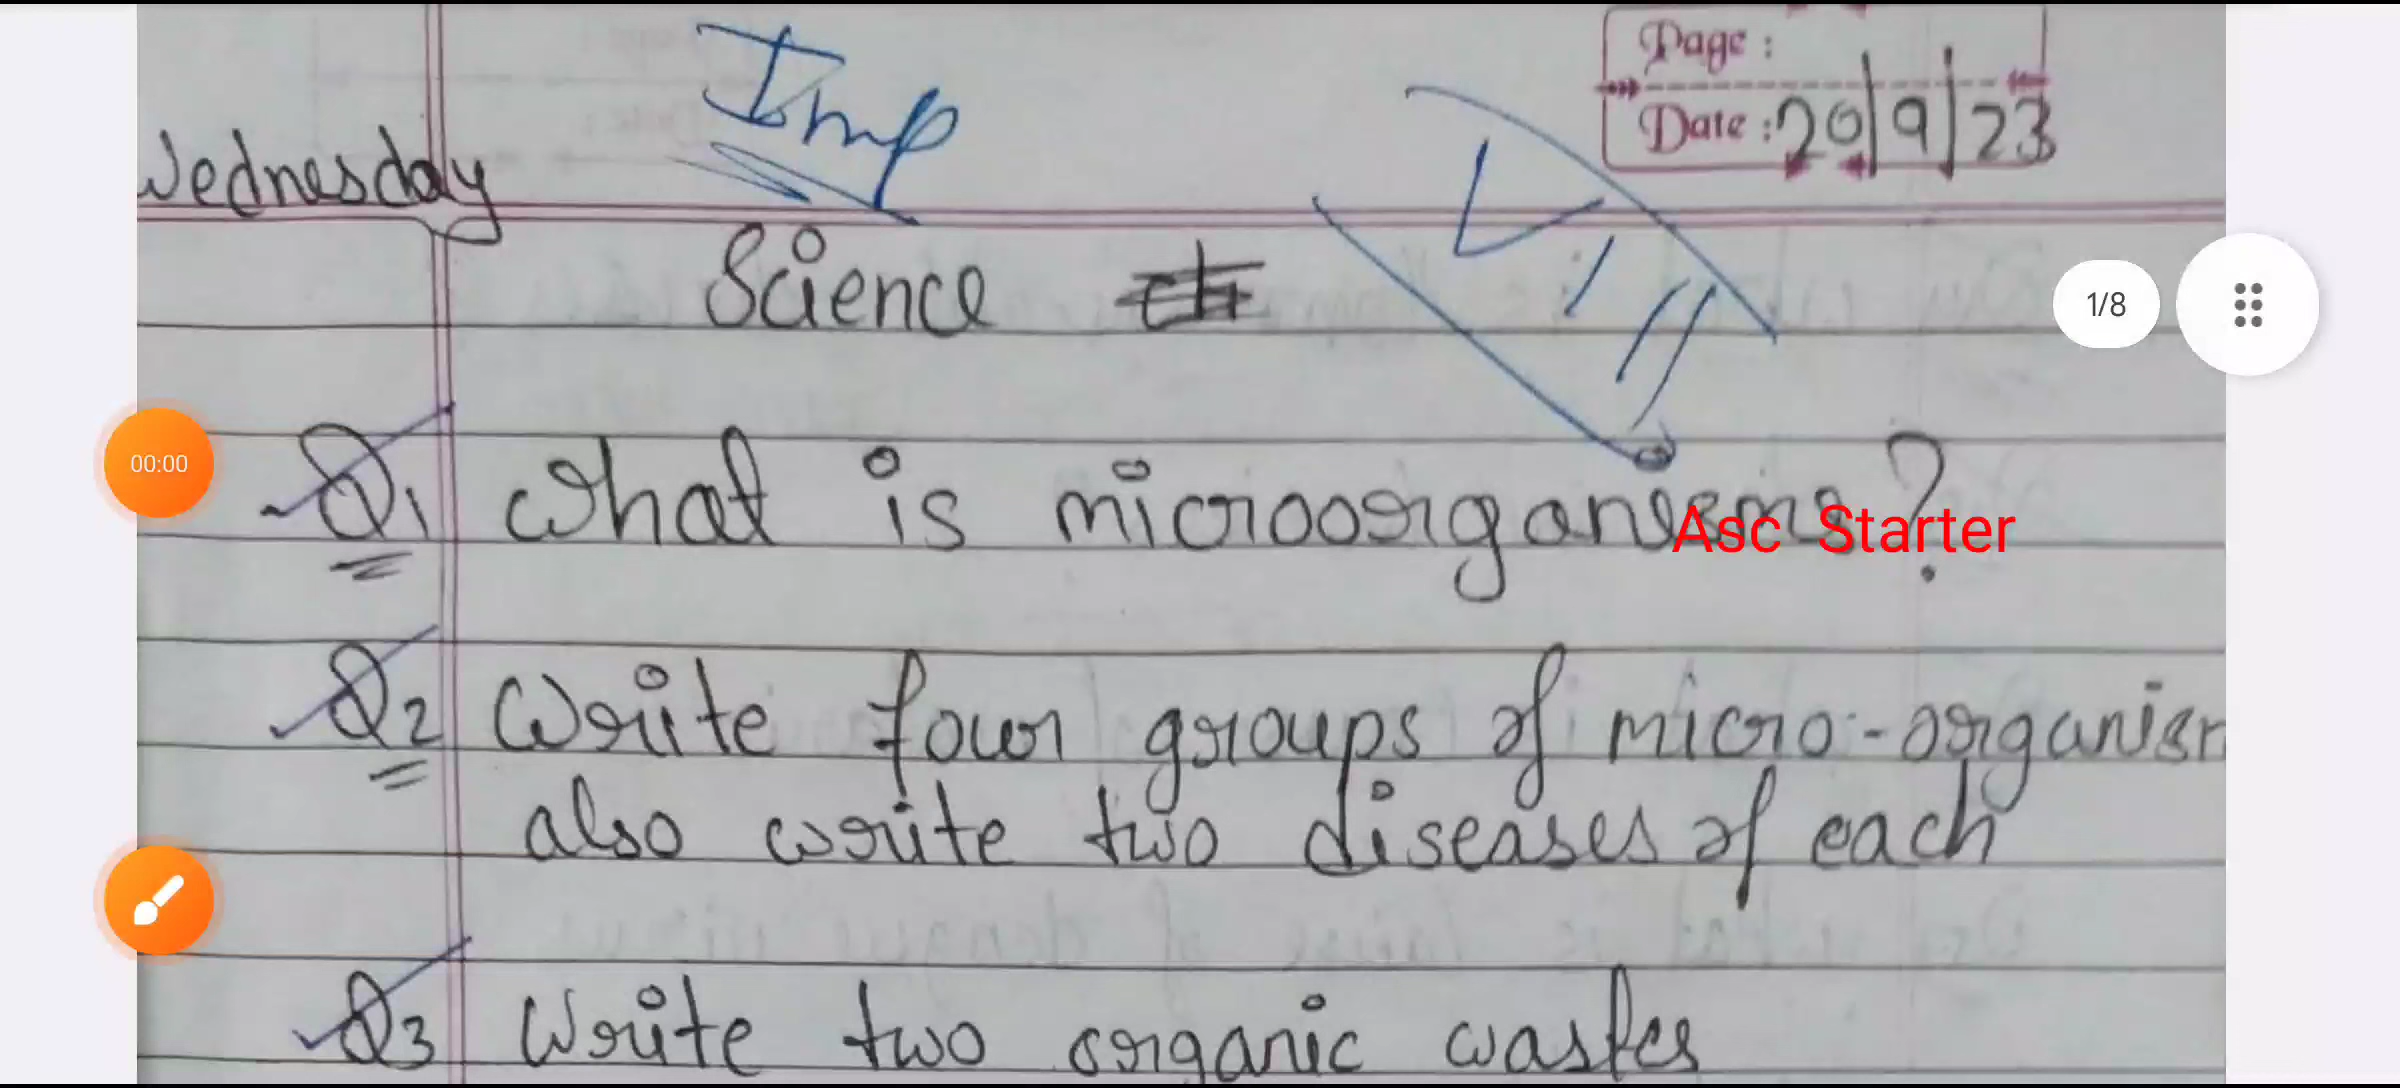 Imp
Page :
Date : 20/9/23
Wednesday
Science
1/8
00:00
Q1 What is microorganisms?
Asc Starter
Q2 Write four groups of micro-organism
also write two diseases of each
Q3 Write two organic wastes